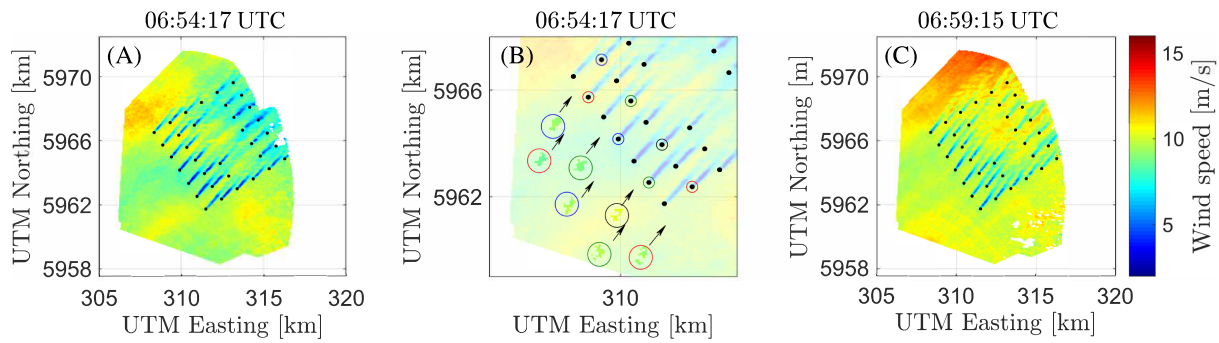 06:54:17 UTC
(A)
UTM Northing [km]
5970
5966
5962
5958
305
310
315
320
UTM Easting [km]
06:54:17 UTC
(B)
UTM Northing [km]
5966
5962
310
UTM Easting [km]
06:59:15 UTC
(C)
UTM Northing [m]
5970
5966
5962
5958
305
310
315
320
UTM Easting [km]
15
10
5
Wind speed [m/s]